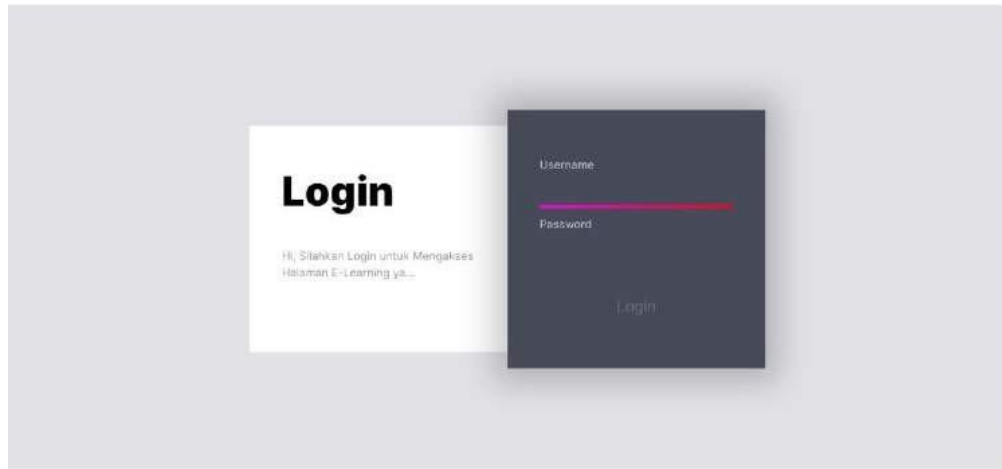 Login
Hi, Silahkan Login untuk Mengakses
Halaman E-Learning ya...
Username
Password
Login